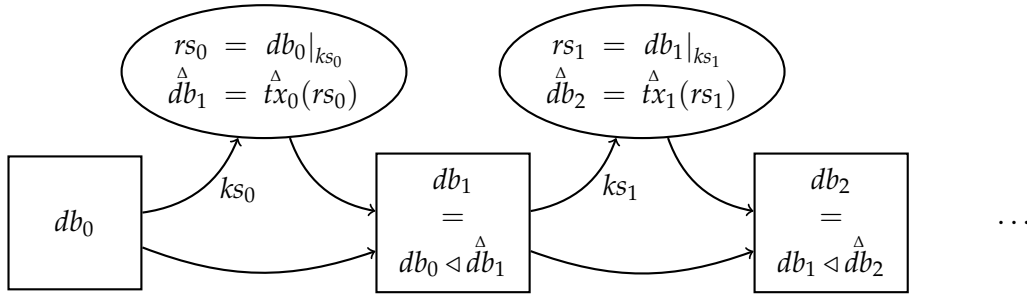 rs₀ = db₀|ks₀
d̂b₁ = t̂x₀(rs₀)
rs₁ = db₁|ks₁
d̂b₂ = t̂x₁(rs₁)
db₀
ks₀
db₁
=
db₀ ◁ d̂b₁
ks₁
db₂
=
db₁ ◁ d̂b₂
...